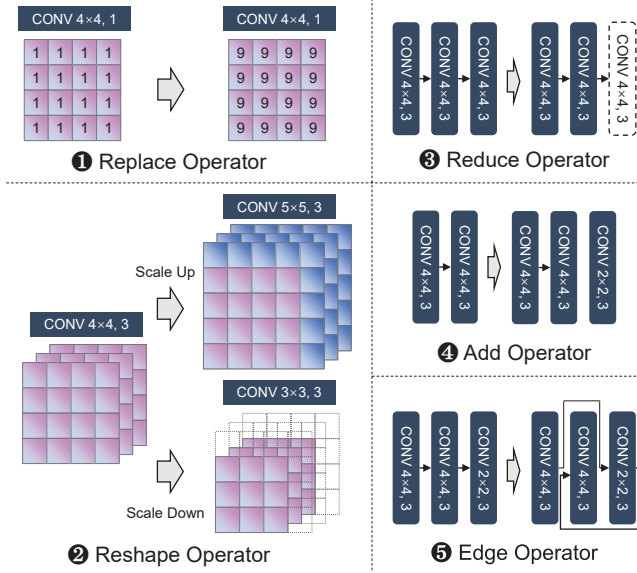 CONV 4×4, 1
1 1 1 1
1 1 1 1
1 1 1 1
1 1 1 1
CONV 4×4, 1
9 9 9 9
9 9 9 9
9 9 9 9
9 9 9 9
❶ Replace Operator
CONV 4×4, 3
CONV 4×4, 3
CONV 4×4, 3
CONV 4×4, 3
CONV 4×4, 3
CONV 4×4, 3
❸ Reduce Operator
CONV 4×4, 3
Scale Up
CONV 5×5, 3
Scale Down
CONV 3×3, 3
❷ Reshape Operator
CONV 4×4, 3
CONV 4×4, 3
CONV 4×4, 3
CONV 4×4, 3
CONV 2×2, 3
❹ Add Operator
CONV 4×4, 3
CONV 4×4, 3
CONV 2×2, 3
CONV 4×4, 3
CONV 4×4, 3
CONV 2×2, 3
❺ Edge Operator